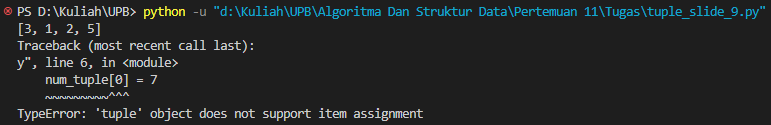 PS D:\Kuliah\UPB> python -u "d:\Kuliah\UPB\Algoritma Dan Struktur Data\Pertemuan 11\Tugas\tuple_slide_9.py"
[3, 1, 2, 5]
Traceback (most recent call last):
y", line 6, in <module>
    num_tuple[0] = 7
    ~~~~~~~~~^^^
TypeError: 'tuple' object does not support item assignment